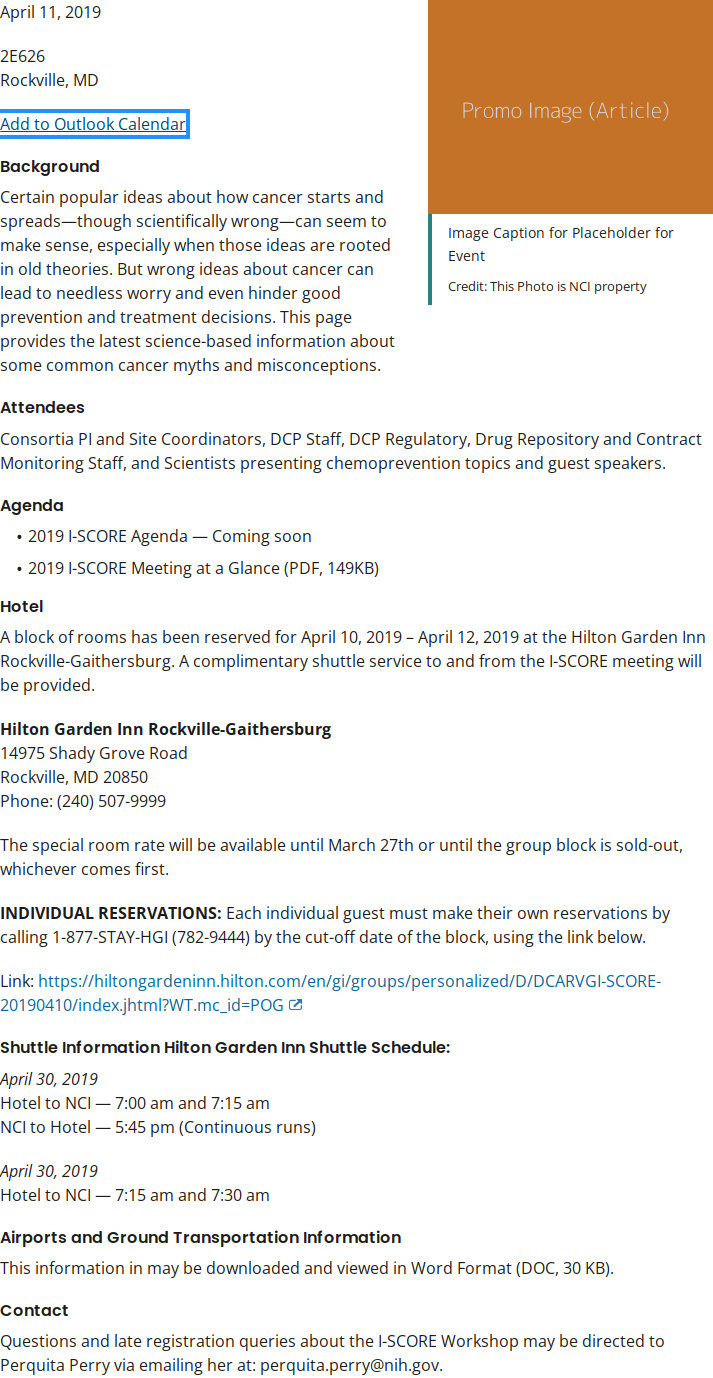 April 11, 2019
2E626
Rockville, MD
Add to Outlook Calendar
Promo Image (Article)
Image Caption for Placeholder for
Event
Credit: This Photo is NCI property
Background
Certain popular ideas about how cancer starts and
spreads—though scientifically wrong—can seem to
make sense, especially when those ideas are rooted
in old theories. But wrong ideas about cancer can
lead to needless worry and even hinder good
prevention and treatment decisions. This page
provides the latest science-based information about
some common cancer myths and misconceptions.
Attendees
Consortia PI and Site Coordinators, DCP Staff, DCP Regulatory, Drug Repository and Contract
Monitoring Staff, and Scientists presenting chemoprevention topics and guest speakers.
Agenda
• 2019 I-SCORE Agenda — Coming soon
• 2019 I-SCORE Meeting at a Glance (PDF, 149KB)
Hotel
A block of rooms has been reserved for April 10, 2019 – April 12, 2019 at the Hilton Garden Inn
Rockville-Gaithersburg. A complimentary shuttle service to and from the I-SCORE meeting will
be provided.
Hilton Garden Inn Rockville-Gaithersburg
14975 Shady Grove Road
Rockville, MD 20850
Phone: (240) 507-9999
The special room rate will be available until March 27th or until the group block is sold-out,
whichever comes first.
INDIVIDUAL RESERVATIONS: Each individual guest must make their own reservations by
calling 1-877-STAY-HGI (782-9444) by the cut-off date of the block, using the link below.
Link: https://hiltongardeninn.hilton.com/en/gi/groups/personalized/D/DCARVGI-SCORE-
20190410/index.jhtml?WT.mc_id=POG
Shuttle Information Hilton Garden Inn Shuttle Schedule:
April 30, 2019
Hotel to NCI — 7:00 am and 7:15 am
NCI to Hotel — 5:45 pm (Continuous runs)
April 30, 2019
Hotel to NCI — 7:15 am and 7:30 am
Airports and Ground Transportation Information
This information in may be downloaded and viewed in Word Format (DOC, 30 KB).
Contact
Questions and late registration queries about the I-SCORE Workshop may be directed to
Perquita Perry via emailing her at: perquita.perry@nih.gov.